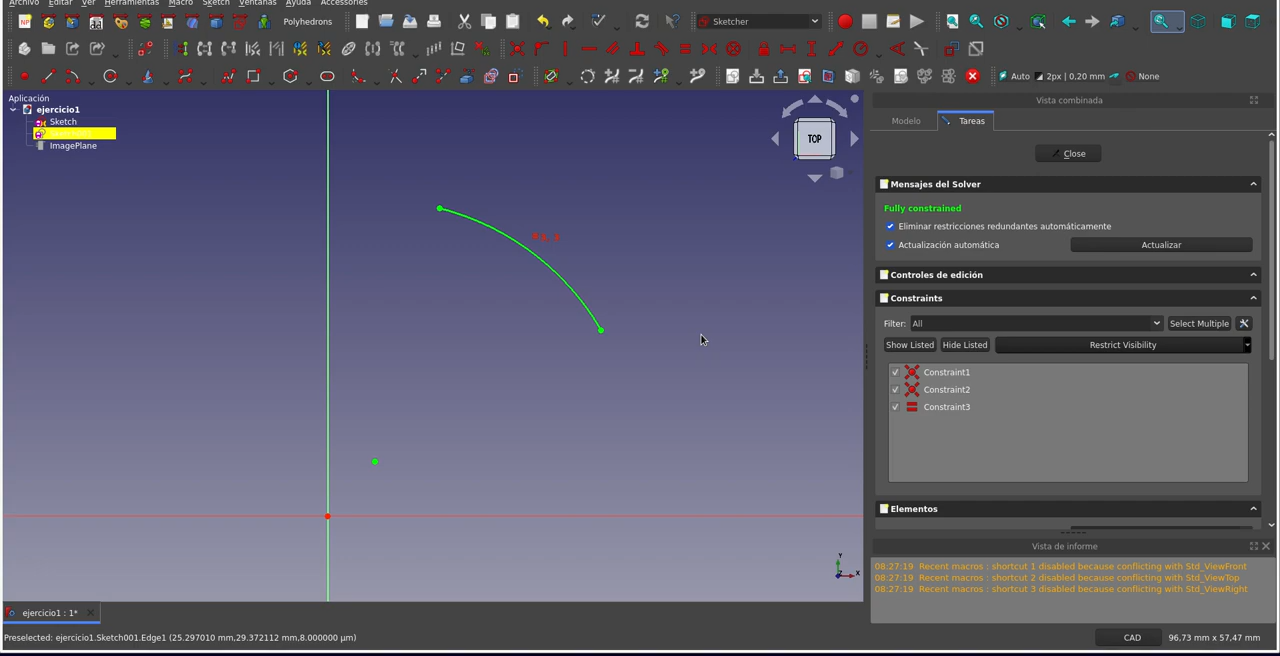 Archivo Editar Ver Herramientas Macro Sketch Ventanas Ayuda Accessories
Polyhedrons
Sketcher
Auto 2px | 0,20 mm None
Aplicación
ejercicio1
Sketch
ImagePlane
TOP
Y
X
Vista combinada
Modelo Tareas
Close
Mensajes del Solver
Fully constrained
Eliminar restricciones redundantes automáticamente
Actualización automática Actualizar
Controles de edición
Constraints
Filter: All Select Multiple
Show Listed Hide Listed Restrict Visibility
Constraint1
Constraint2
Constraint3
Elementos
Vista de informe
08:27:19 Recent macros : shortcut 1 disabled because conflicting with Std_ViewFront
08:27:19 Recent macros : shortcut 2 disabled because conflicting with Std_ViewTop
08:27:19 Recent macros : shortcut 3 disabled because conflicting with Std_ViewRight
ejercicio1 : 1*
Preselected: ejercicio1.Sketch001.Edge1 (25.297010 mm,29.372112 mm,8.000000 µm)
CAD 96,73 mm x 57,47 mm